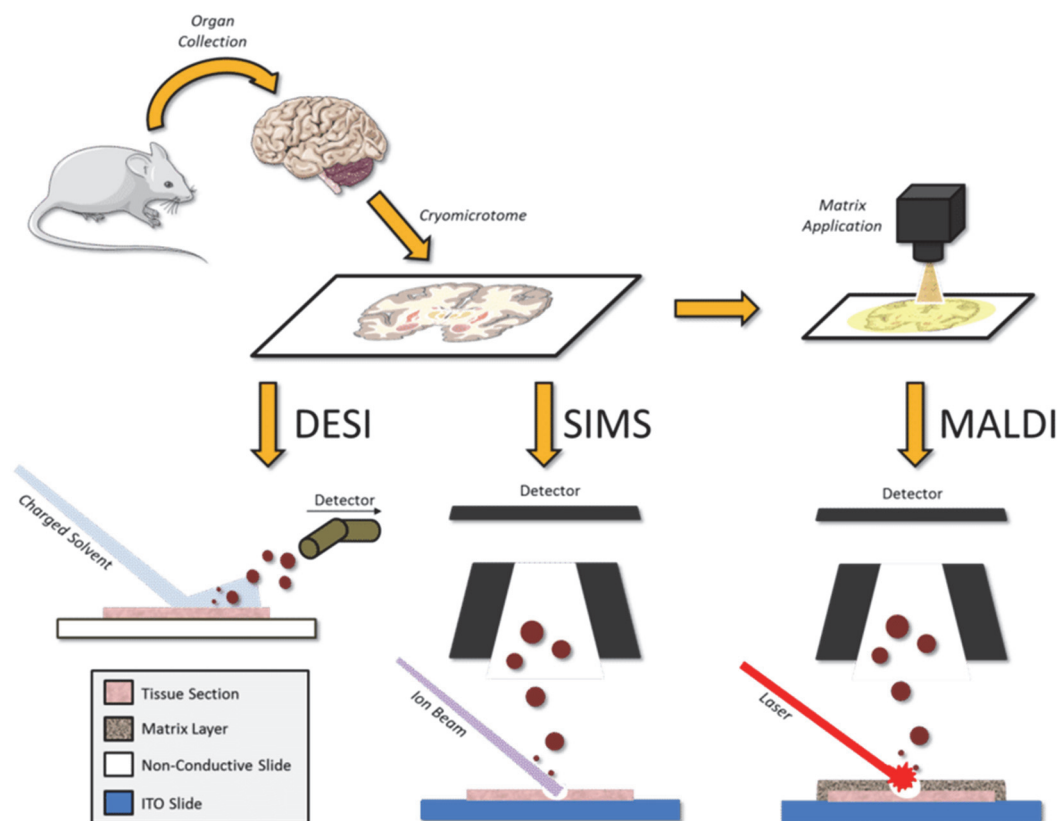 Organ
Collection
Cryomicrotome
Matrix
Application
DESI
SIMS
MALDI
Charged Solvent
Detector
Detector
Detector
Ion Beam
Laser
Tissue Section
Matrix Layer
Non-Conductive Slide
ITO Slide